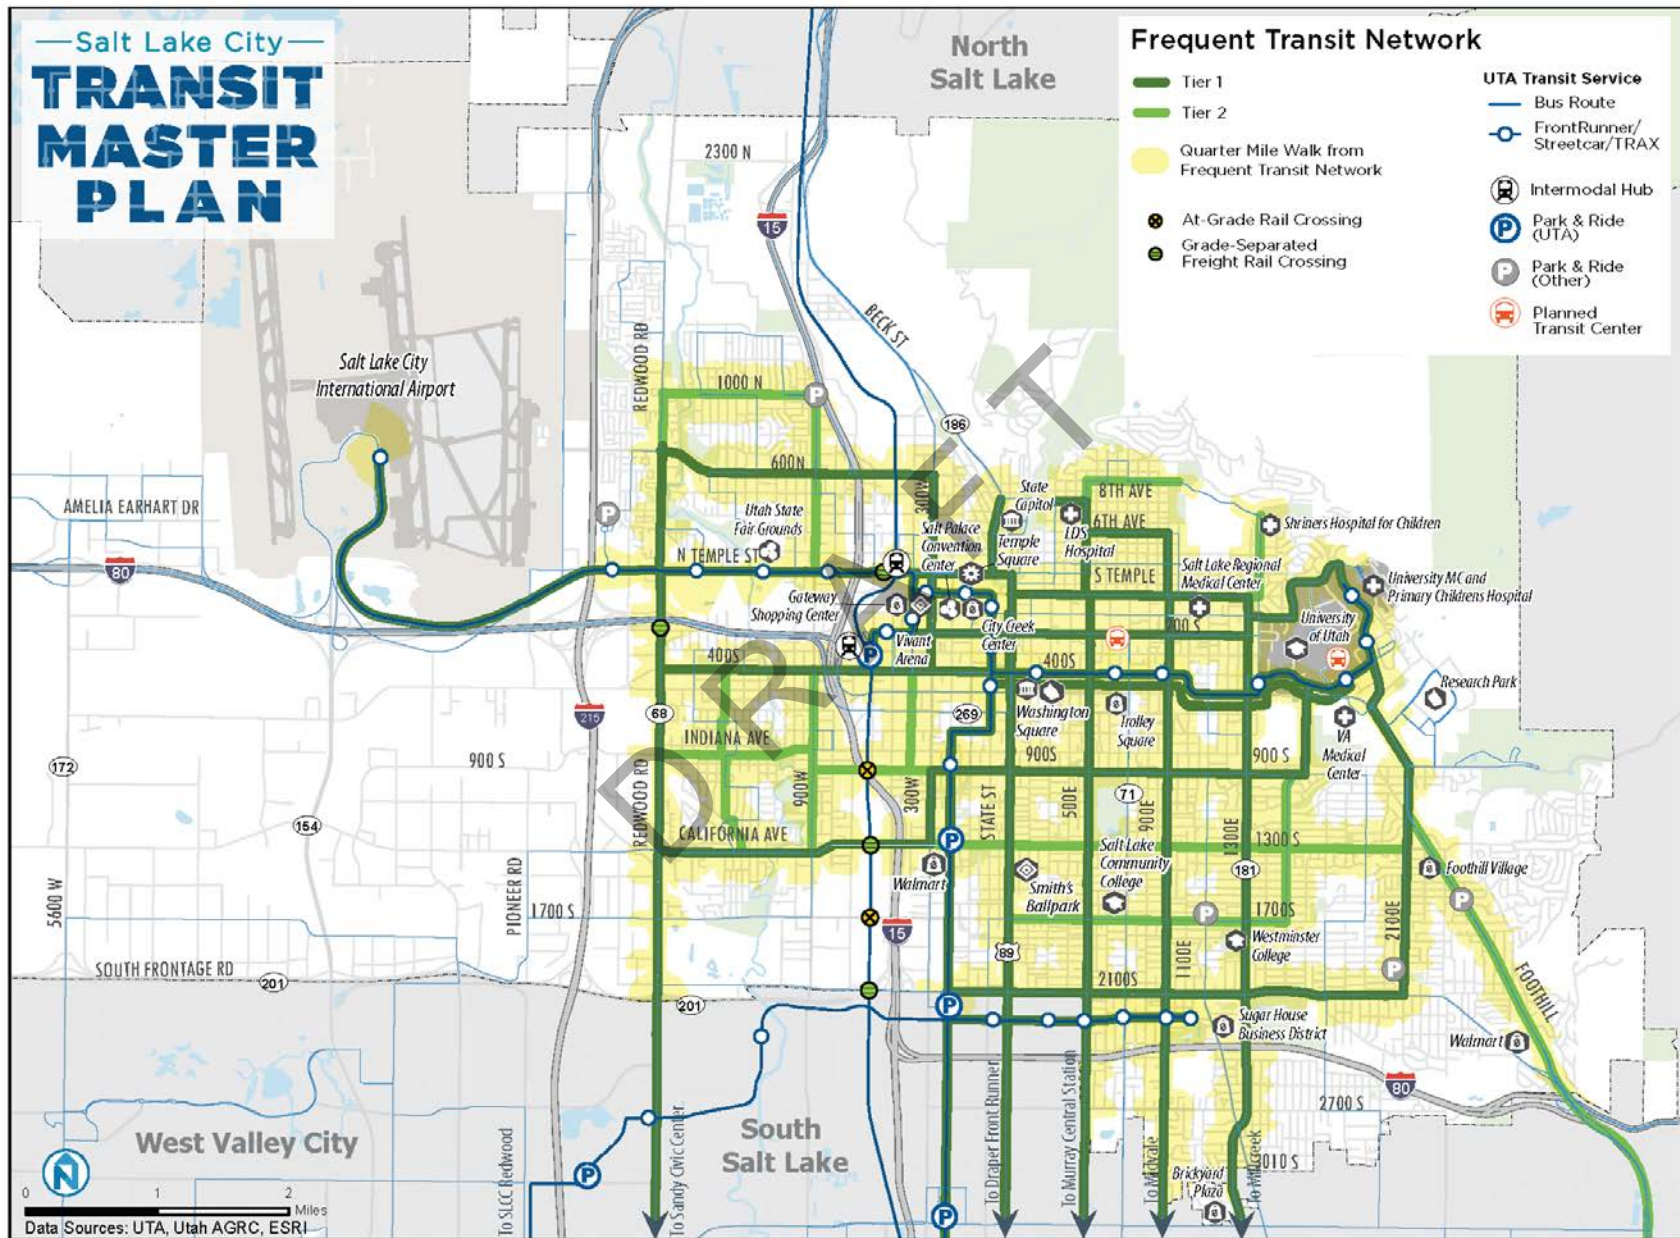 Salt Lake City
TRANSIT
MASTER
PLAN
North
Salt Lake
Frequent Transit Network
Tier 1
Tier 2
Quarter Mile Walk from
Frequent Transit Network
At-Grade Rail Crossing
Grade-Separated
Freight Rail Crossing
UTA Transit Service
Bus Route
FrontRunner/
Streetcar/TRAX
Intermodal Hub
P Park & Ride
(UTA)
P Park & Ride
(Other)
Planned
Transit Center
2300 N
15
BECK ST
REDWOOD RD
Salt Lake City
International Airport
1000 N
P
186
600N
300W
State
Capitol
8TH AVE
6TH AVE
AMELIA EARHART DR
P
Utah State
Fair Grounds
Salt Palace
Convention
Center
Temple
Square
LDS
Hospital
Shriners Hospital for Children
N TEMPLE ST
S TEMPLE
Salt Lake Regional
Medical Center
University MC and
Primary Childrens Hospital
80
Gateway
Shopping Center
Vivant
Arena
City Creek
Center
200 S
University
of Utah
P
400S
400S
Research Park
215
68
269
Washington
Square
Trolley
Square
VA
Medical
Center
INDIANA AVE
172
900 S
900S
900 S
REDWOOD RD
900W
300W
STATE ST
500E
71
900E
154
CALIFORNIA AVE
P
1300E
1300 S
Salt Lake
Community
College
Walmart
Smith's
Ballpark
181
Foothill Village
5600 W
PIONEER RD
1700 S
15
P
1700S
P
2100E
89
1100E
Westminster
College
SOUTH FRONTAGE RD
201
201
2100S
P
FOOTHILL
P
Sugar House
Business District
Walmart
80
2700 S
West Valley City
South
Salt Lake
3010 S
Brickyard
Plaza
N
P
P
To SLCC Redwood
To Sandy Civic Center
To Draper Front Runner
To Murray Central Station
To Midvale
To Millcreek
0 1 2
Miles
Data Sources: UTA, Utah AGRC, ESRI
DRAFT